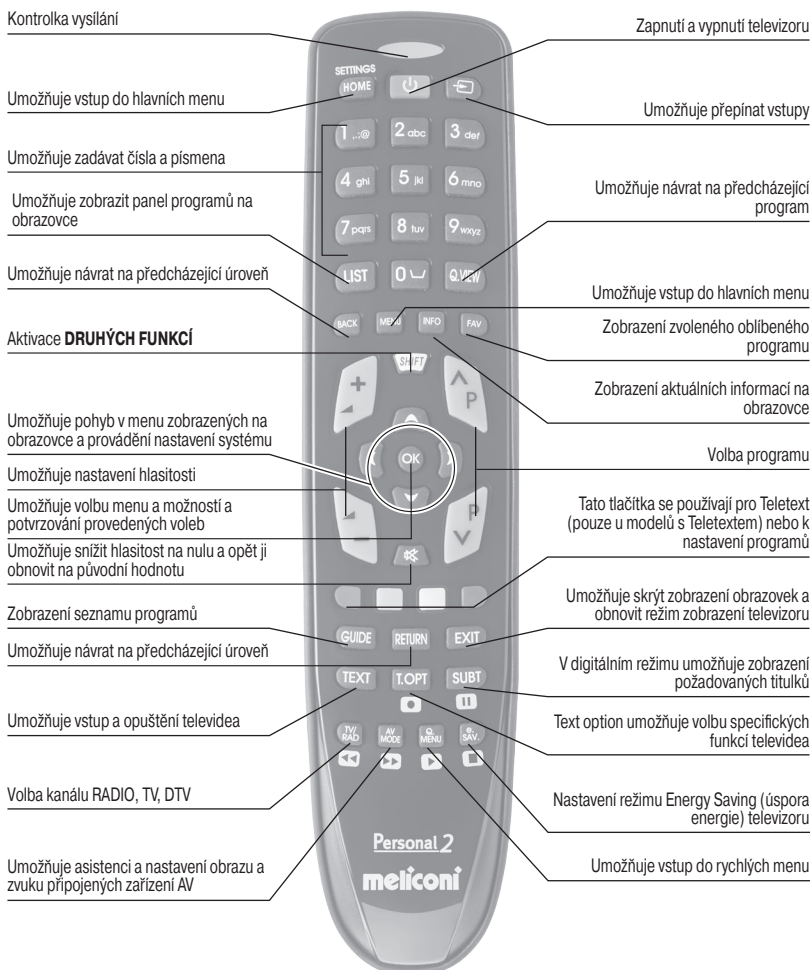 Kontrolka vysílání
Zapnutí a vypnutí televizoru
SETTINGS
HOME
Umožňuje vstup do hlavních menu
Umožňuje přepínat vstupy
1 .,:@
2 abc
3 def
Umožňuje zadávat čísla a písmena
4 ghi
5 jkl
6 mno
Umožňuje návrat na předcházející
program
Umožňuje zobrazit panel programů na
obrazovce
7 pqrs
8 tuv
9 wxyz
Umožňuje návrat na předcházející úroveň
LIST
0
Q.VIEW
Umožňuje vstup do hlavních menu
BACK
MENU
INFO
FAV
Zobrazení zvoleného oblíbeného
programu
Aktivace DRUHÝCH FUNKCÍ
SHIFT
+
P
Zobrazení aktuálních informací na
obrazovce
Umožňuje pohyb v menu zobrazených na
obrazovce a provádění nastavení systému
OK
Volba programu
Umožňuje nastavení hlasitosti
Umožňuje volbu menu a možností a
potvrzování provedených voleb
–
P
Tato tlačítka se používají pro Teletext
(pouze u modelů s Teletextem) nebo k
nastavení programů
Umožňuje snížit hlasitost na nulu a opět ji
obnovit na původní hodnotu
Umožňuje skrýt zobrazení obrazovek a
obnovit režim zobrazení televizoru
Zobrazení seznamu programů
GUIDE
RETURN
EXIT
Umožňuje návrat na předcházející úroveň
V digitálním režimu umožňuje zobrazení
požadovaných titulků
TEXT
T.OPT
SUBT
Umožňuje vstup a opuštění televidea
Text option umožňuje volbu specifických
funkcí televidea
TV/
RAD
AV
MODE
Q.
MENU
e.
SAV.
Volba kanálu RADIO, TV, DTV
Nastavení režimu Energy Saving (úspora
energie) televizoru
Personal 2
Umožňuje asistenci a nastavení obrazu a
zvuku připojených zařízení AV
Umožňuje vstup do rychlých menu
meliconi